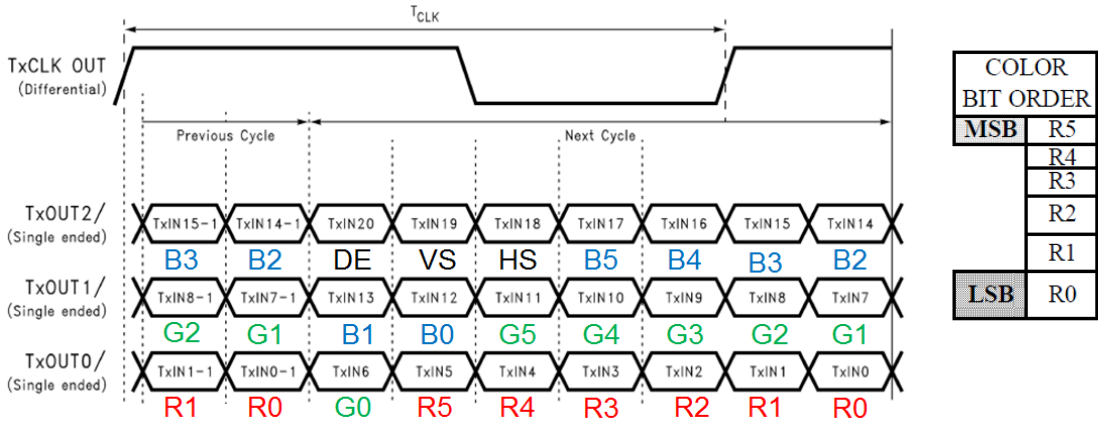 TCLK
TxCLK OUT
(Differential)
Previous Cycle Next Cycle
TxOUT2/
(Single ended)
TxIN15-1 TxIN14-1 TxIN20 TxIN19 TxIN18 TxIN17 TxIN16 TxIN15 TxIN14
B3 B2 DE VS HS B5 B4 B3 B2
TxOUT1/
(Single ended)
TxIN8-1 TxIN7-1 TxIN13 TxIN12 TxIN11 TxIN10 TxIN9 TxIN8 TxIN7
G2 G1 B1 B0 G5 G4 G3 G2 G1
TxOUT0/
(Single ended)
TxIN1-1 TxIN0-1 TxIN6 TxIN5 TxIN4 TxIN3 TxIN2 TxIN1 TxIN0
R1 R0 G0 R5 R4 R3 R2 R1 R0
COLOR
BIT ORDER
MSB R5
R4
R3
R2
R1
LSB R0